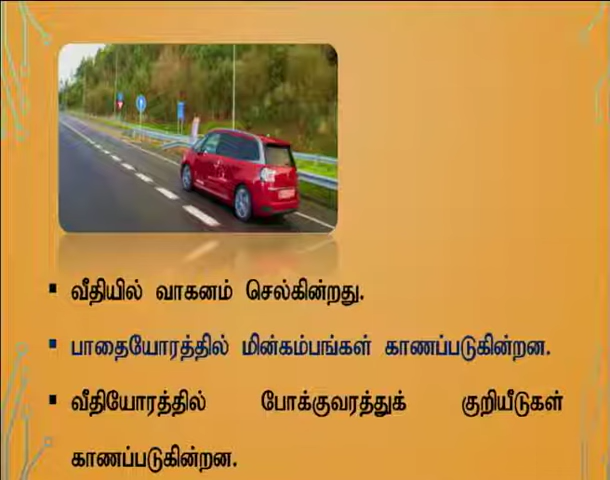 ▪ வீதியில் வாகனம் செல்கின்றது.
▪ பாதையோரத்தில் மின்கம்பங்கள் காணப்படுகின்றன.
▪ வீதியோரத்தில் போக்குவரத்துக் குறியீடுகள்
காணப்படுகின்றன.